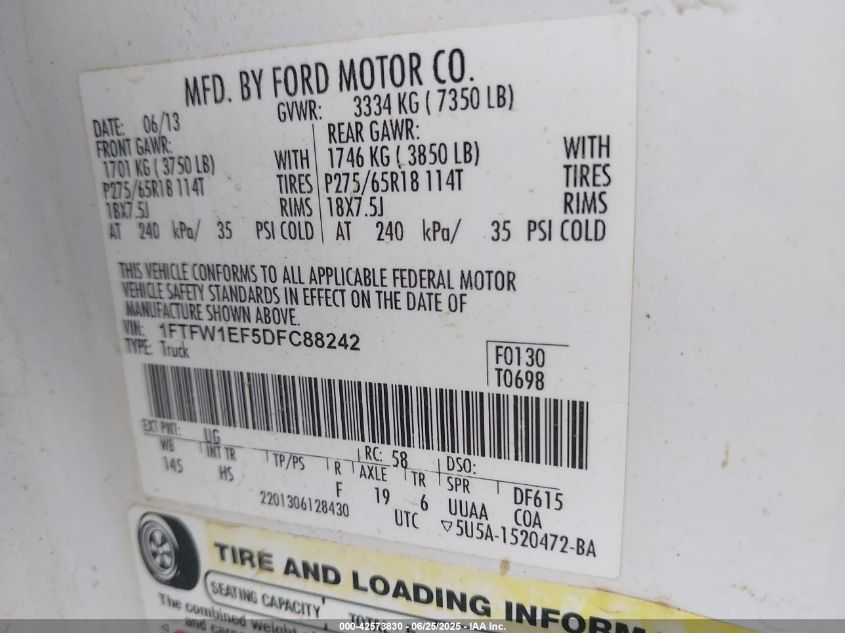 MFD. BY FORD MOTOR CO.
DATE: 06/13 GVWR: 3334 KG ( 7350 LB)
FRONT GAWR: REAR GAWR:
1701 KG ( 3750 LB) WITH 1746 KG ( 3850 LB) WITH
P275/65R18 114T TIRES P275/65R18 114T TIRES
18X7.5J RIMS 18X7.5J RIMS
AT 240 kPa/ 35 PSI COLD AT 240 kPa/ 35 PSI COLD
THIS VEHICLE CONFORMS TO ALL APPLICABLE FEDERAL MOTOR
VEHICLE SAFETY STANDARDS IN EFFECT ON THE DATE OF
MANUFACTURE SHOWN ABOVE.
VIN: 1FTFW1EF5DFC88242
TYPE: Truck
F0130
T0698
EXT PNT: UG RC: 58 DSO:
WB INT TR TP/PS R AXLE TR SPR DF615
145 HS F 19 6 UUAA COA
2201306128430 UTC ▽5U5A-1520472-BA
TIRE AND LOADING INFORM
SEATING CAPACITY
The combined weight
000 - 42573830 - 06/25/2025 - 000